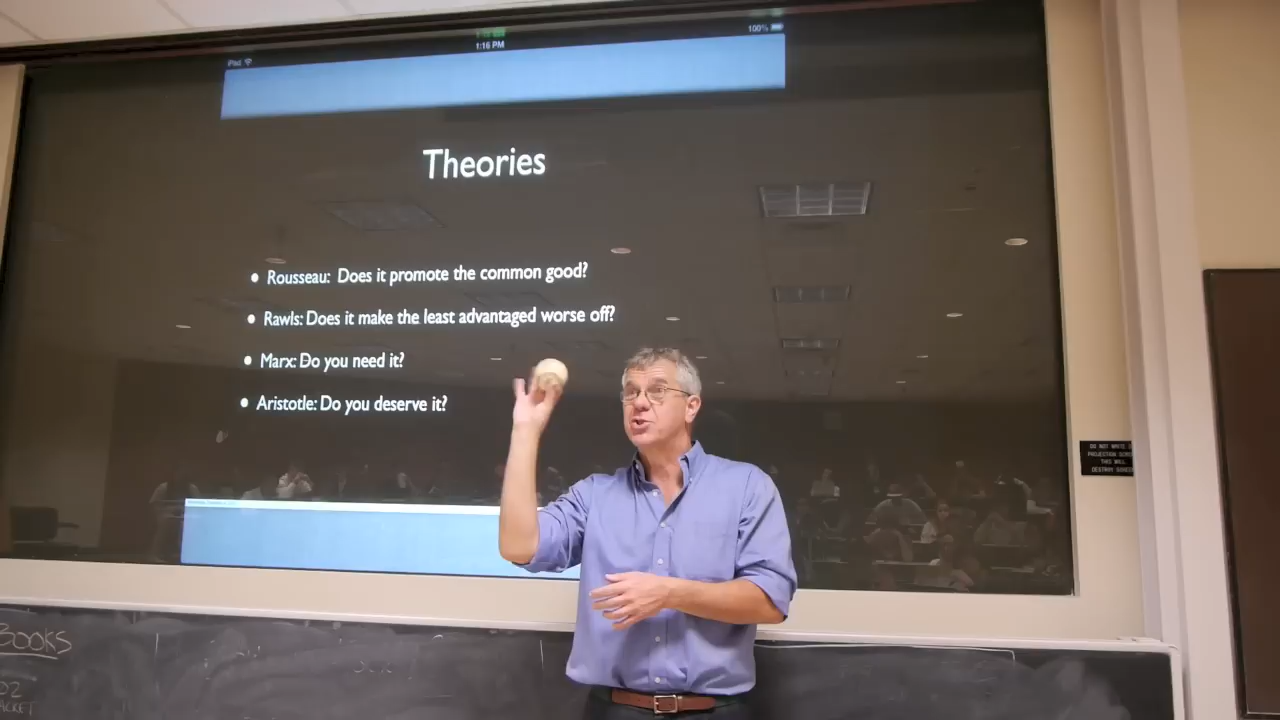 iPad
1:16 PM
100%
Theories
• Rousseau: Does it promote the common good?
• Rawls: Does it make the least advantaged worse off?
• Marx: Do you need it?
• Aristotle: Do you deserve it?
DO NOT WRITE
PROJECTION
THIS WILL
DESTROY
BOOKS